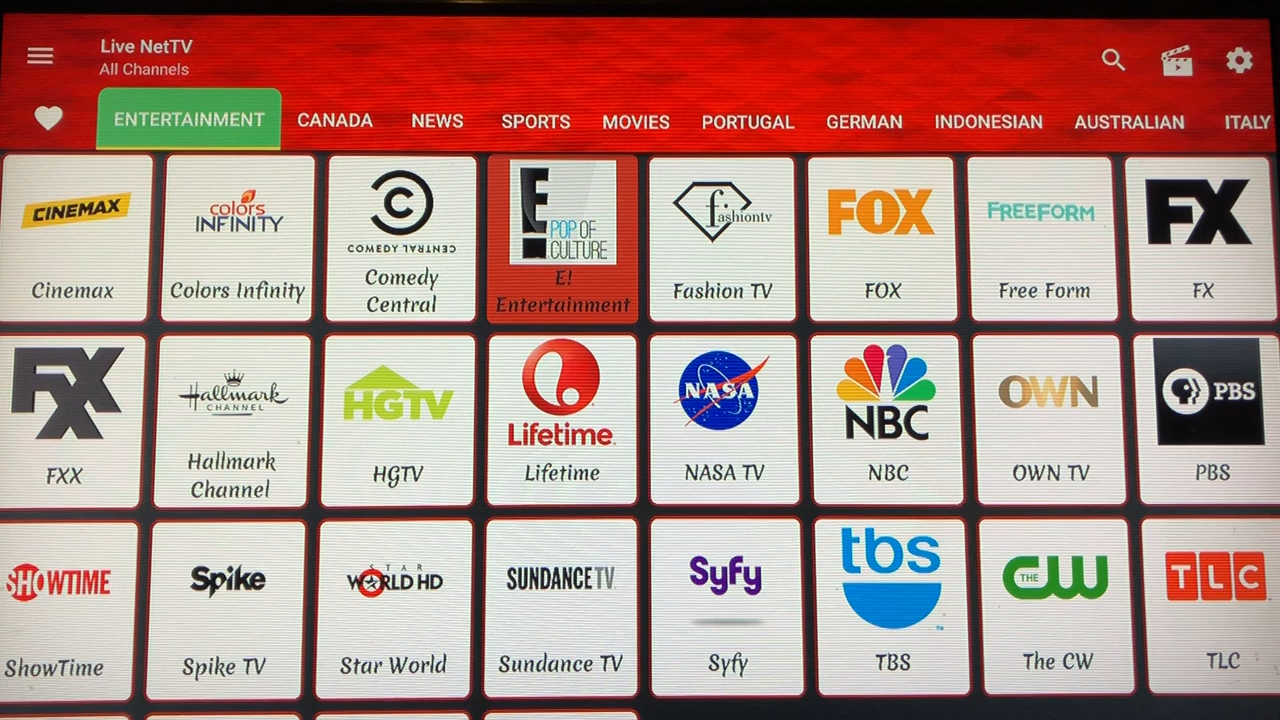 Live NetTV
All Channels
ENTERTAINMENT
CANADA
NEWS
SPORTS
MOVIES
PORTUGAL
GERMAN
INDONESIAN
AUSTRALIAN
ITALY
CINEMAX
Cinemax
colors
INFINITY
Colors Infinity
C
COMEDY CENTRAL
Comedy
Central
E!
POP OF
CULTURE
E!
Entertainment
fashiontv
Fashion TV
FOX
FOX
FREEFORM
Free Form
FX
FX
FXX
FXX
Hallmark
CHANNEL
Hallmark
Channel
HGTV
HGTV
Lifetime
Lifetime
NASA
NASA TV
NBC
NBC
OWN
OWN TV
PBS
PBS
SHOWTIME
ShowTime
Spike
Spike TV
STAR
WORLD HD
Star World
SUNDANCE TV
Sundance TV
Syfy
Syfy
tbs
™
TBS
THE CW
The CW
TLC
TLC